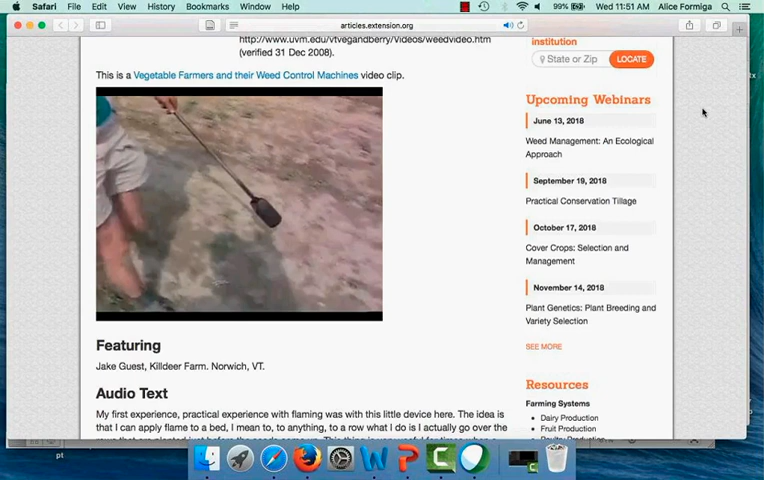 Safari File Edit View History Bookmarks Window Help
99% Wed 11:51 AM Alice Formiga
articles.extension.org
http://www.uvm.edu/vtvegandberry/Videos/weedvideo.htm
(verified 31 Dec 2008).
This is a Vegetable Farmers and their Weed Control Machines video clip.
Featuring
Jake Guest, Killdeer Farm. Norwich, VT.
Audio Text
My first experience, practical experience with flaming was with this little device here. The idea is
that I can apply flame to a bed, I mean to, to anything, to a row what I do is I actually go over the
institution
State or Zip LOCATE
Upcoming Webinars
June 13, 2018
Weed Management: An Ecological
Approach
September 19, 2018
Practical Conservation Tillage
October 17, 2018
Cover Crops: Selection and
Management
November 14, 2018
Plant Genetics: Plant Breeding and
Variety Selection
SEE MORE
Resources
Farming Systems
Dairy Production
Fruit Production
pt